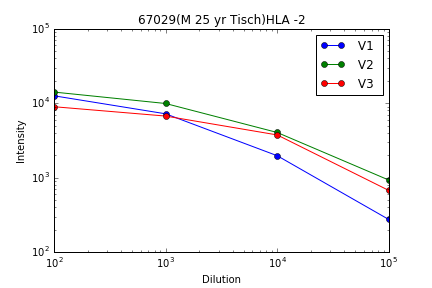 67029(M 25 yr Tisch)HLA -2
10^5
10^4
10^3
10^2
Intensity
V1
V2
V3
10^2 10^3 10^4 10^5
Dilution